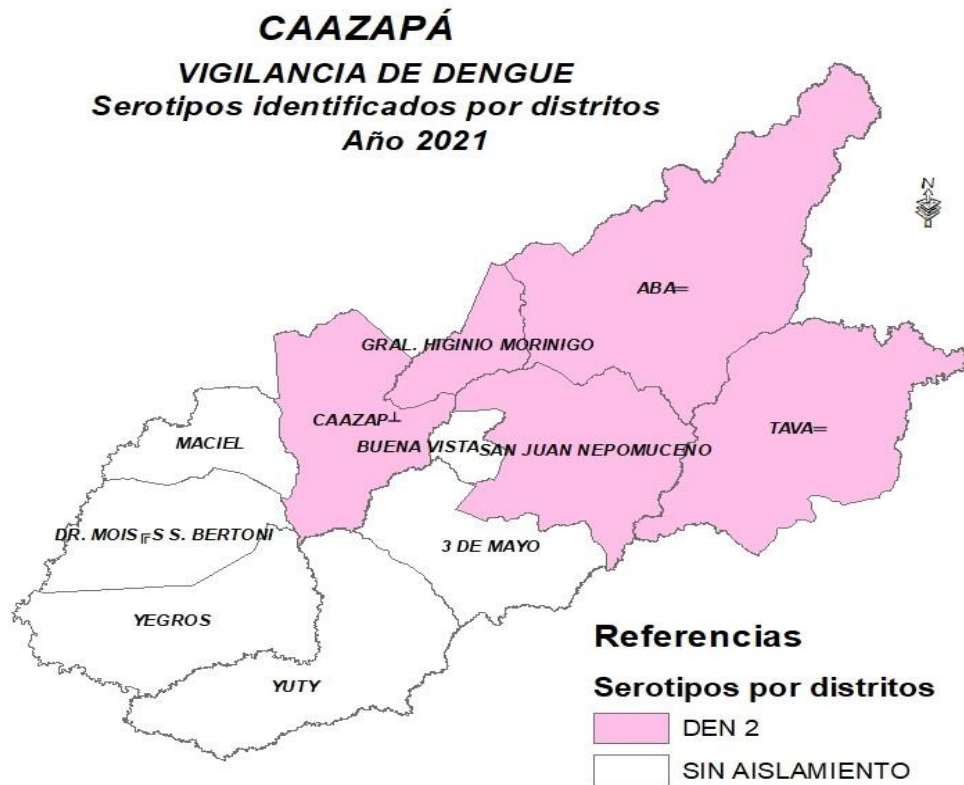 CAAZAPÁ
VIGILANCIA DE DENGUE
Serotipos identificados por distritos
Año 2021
N
ABA═
GRAL. HIGINIO MORINIGO
CAAZAP┴
TAVA═
MACIEL
BUENA VISTA
SAN JUAN NEPOMUCENO
DR. MOIS╔S S. BERTONI
3 DE MAYO
YEGROS
YUTY
Referencias
Serotipos por distritos
DEN 2
SIN AISLAMIENTO